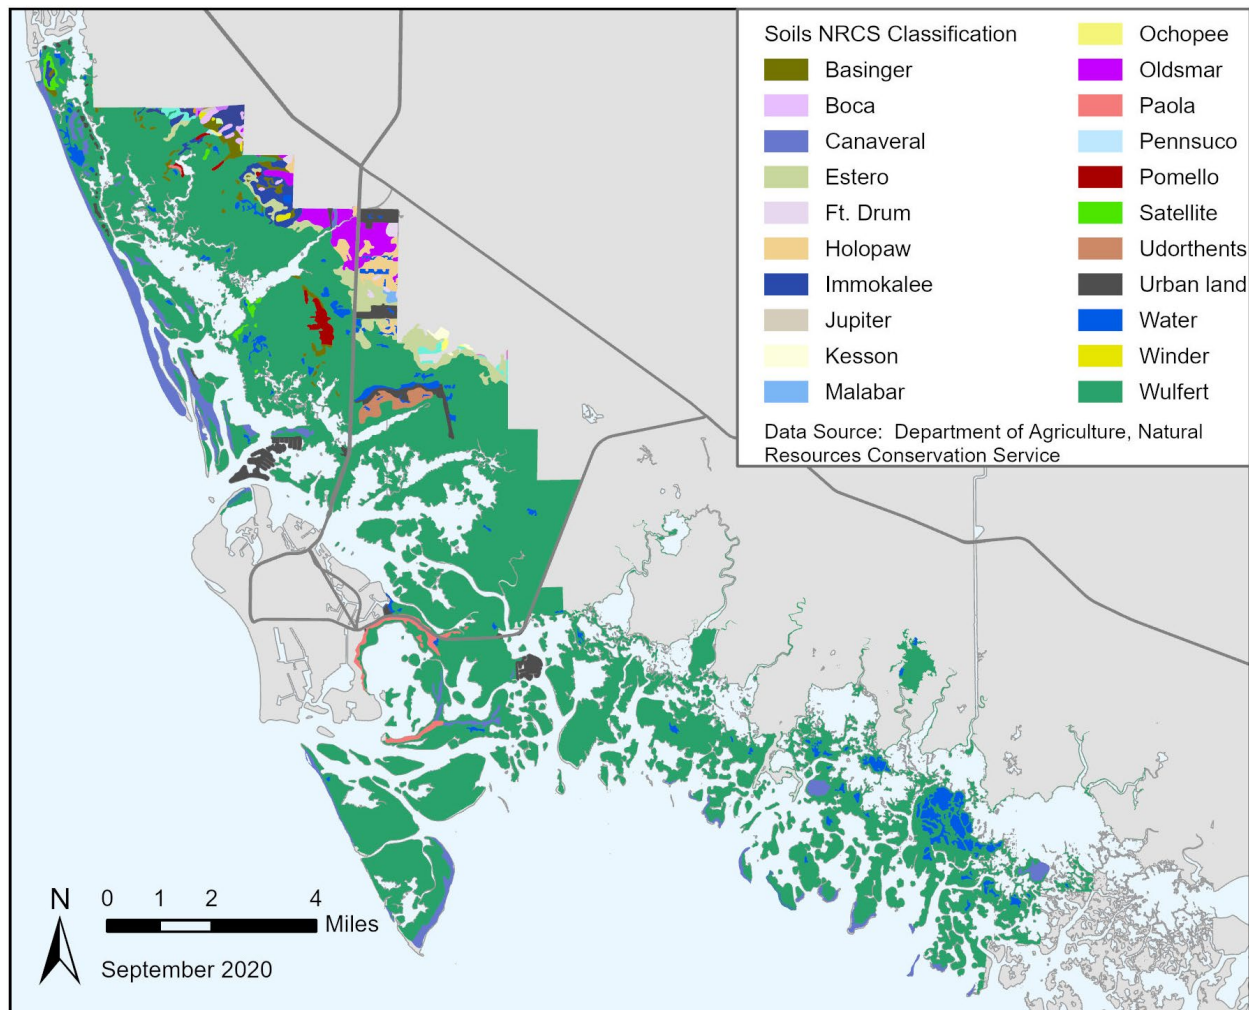 Soils NRCS Classification
Basinger
Boca
Canaveral
Estero
Ft. Drum
Holopaw
Immokalee
Jupiter
Kesson
Malabar
Ochopee
Oldsmar
Paola
Pennsuco
Pomello
Satellite
Udorthents
Urban land
Water
Winder
Wulfert
Data Source:  Department of Agriculture, Natural
Resources Conservation Service
N
0 2 4
Miles
September 2020